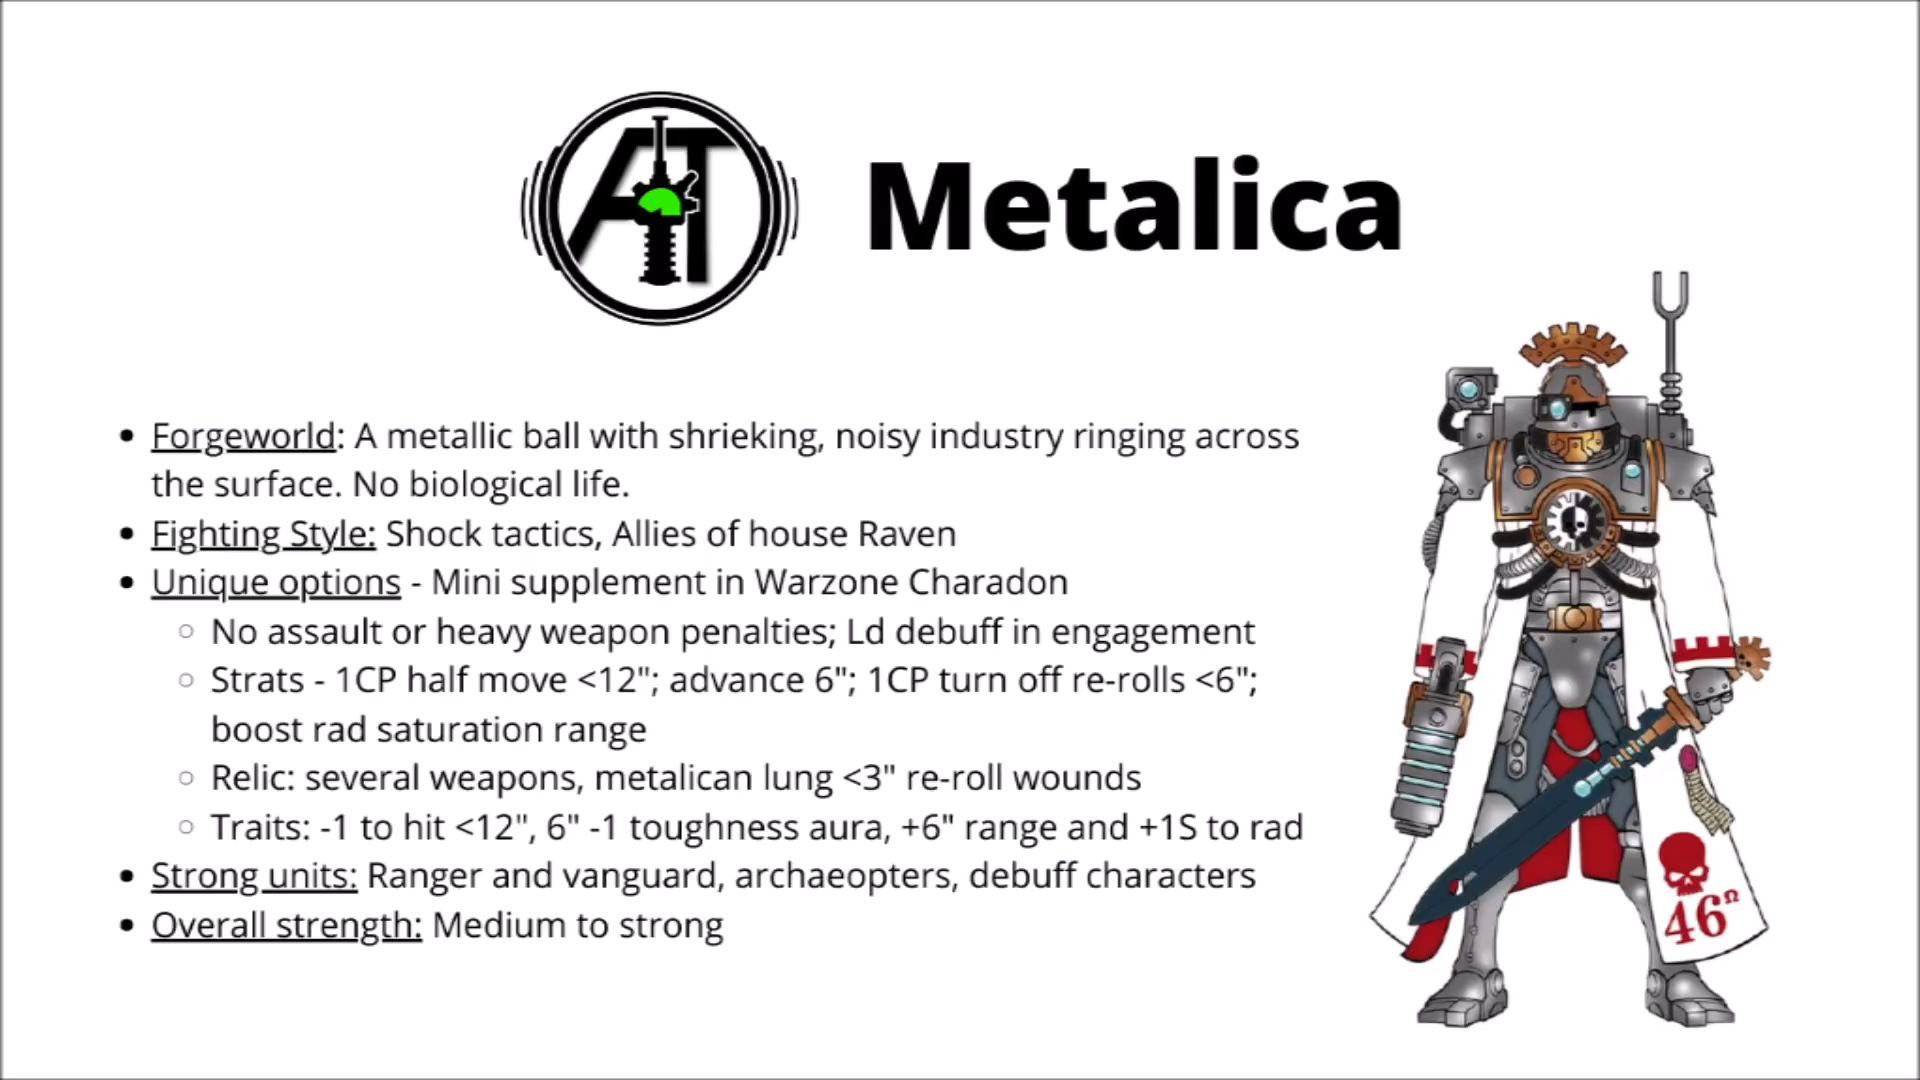 AT
Metalica
Forgeworld: A metallic ball with shrieking, noisy industry ringing across
the surface. No biological life.
Fighting Style: Shock tactics, Allies of house Raven
Unique options - Mini supplement in Warzone Charadon
No assault or heavy weapon penalties; Ld debuff in engagement
Strats - 1CP half move <12"; advance 6"; 1CP turn off re-rolls <6";
boost rad saturation range
Relic: several weapons, metalican lung <3" re-roll wounds
Traits: -1 to hit <12", 6" -1 toughness aura, +6" range and +1S to rad
Strong units: Ranger and vanguard, archaeopters, debuff characters
Overall strength: Medium to strong
46Ω